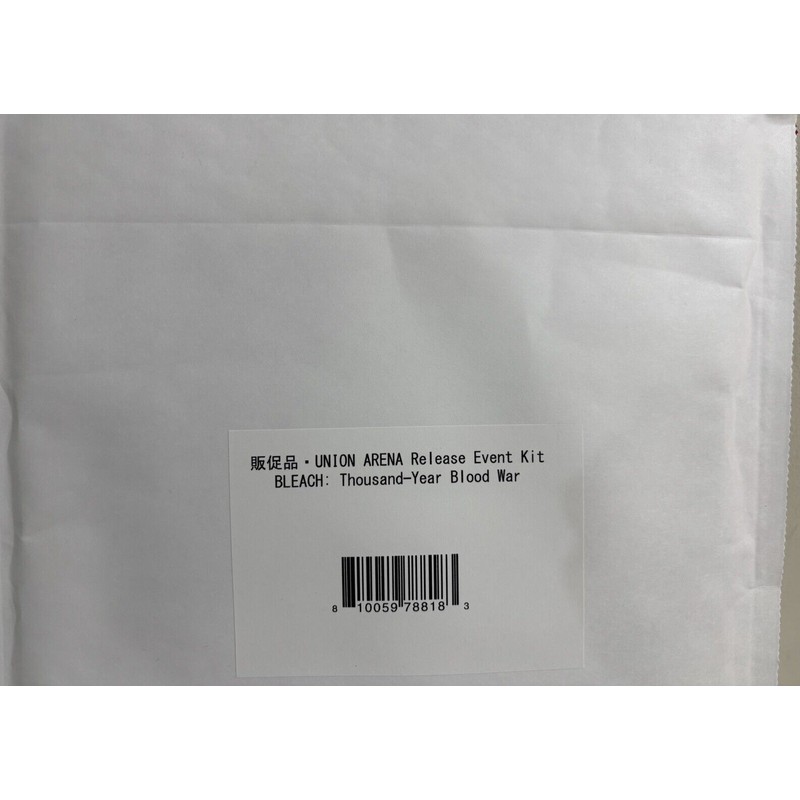 販促品・UNION ARENA Release Event Kit
BLEACH: Thousand-Year Blood War
8 10059 78818 3